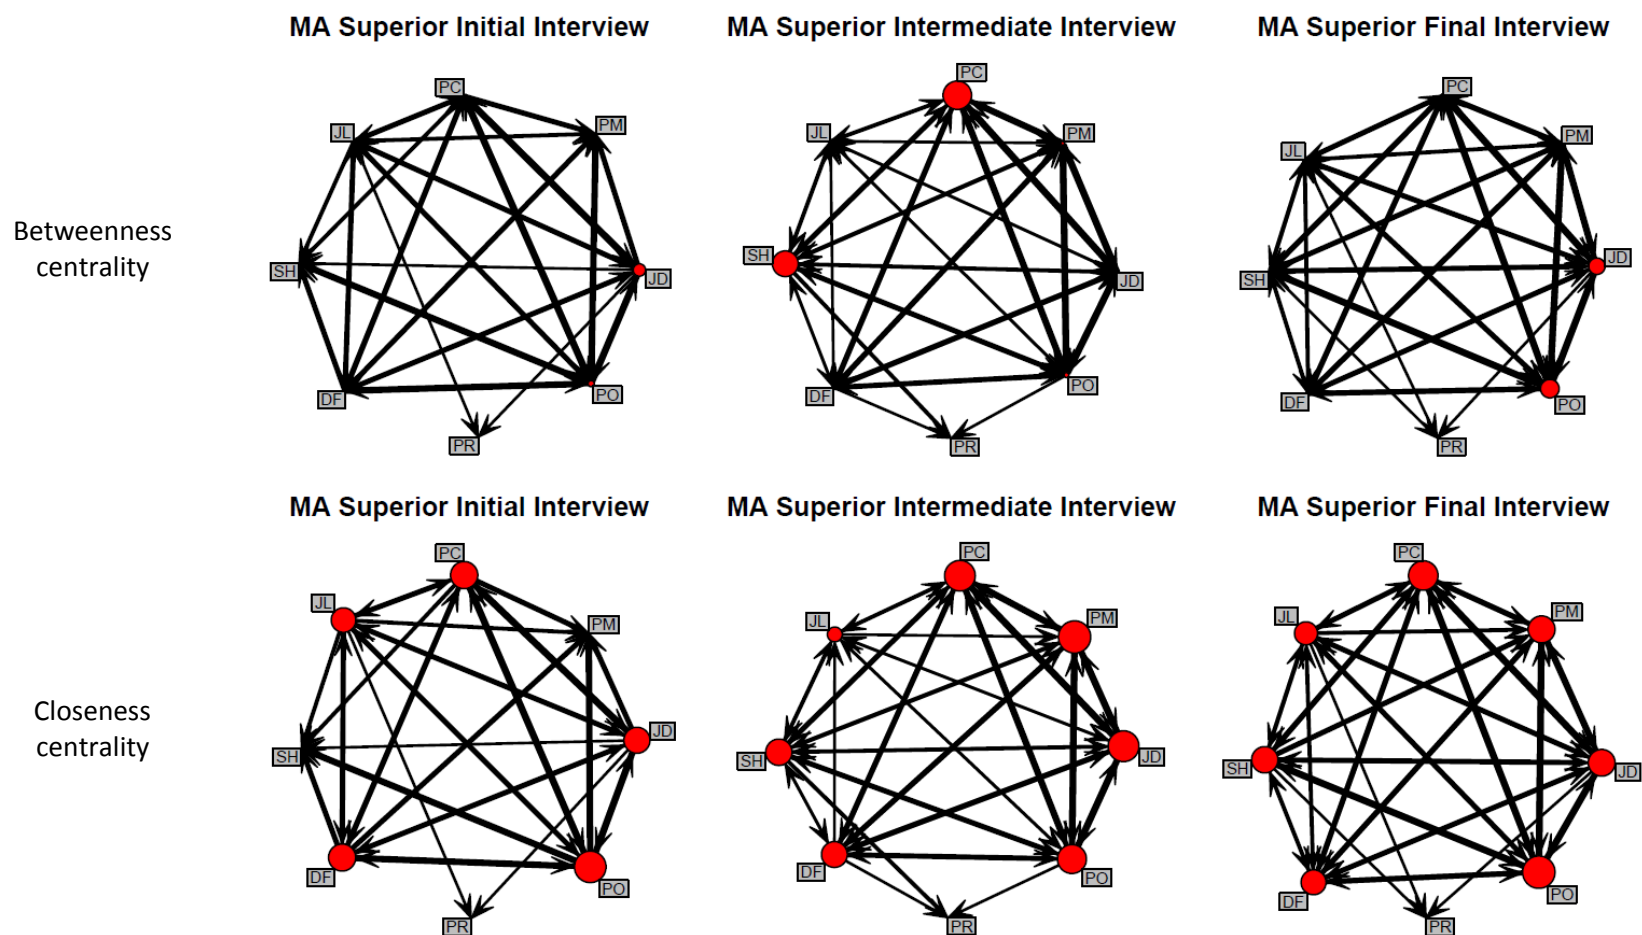 MA Superior Initial Interview
MA Superior Intermediate Interview
MA Superior Final Interview
Betweenness
centrality
PC
JL
PM
SH
JD
DF
PO
PR
PC
JL
PM
SH
JD
DF
PO
PR
PC
JL
PM
SH
JD
DF
PO
PR
MA Superior Initial Interview
MA Superior Intermediate Interview
MA Superior Final Interview
Closeness
centrality
PC
JL
PM
SH
JD
DF
PO
PR
PC
JL
PM
SH
JD
DF
PO
PR
PC
JL
PM
SH
JD
DF
PO
PR